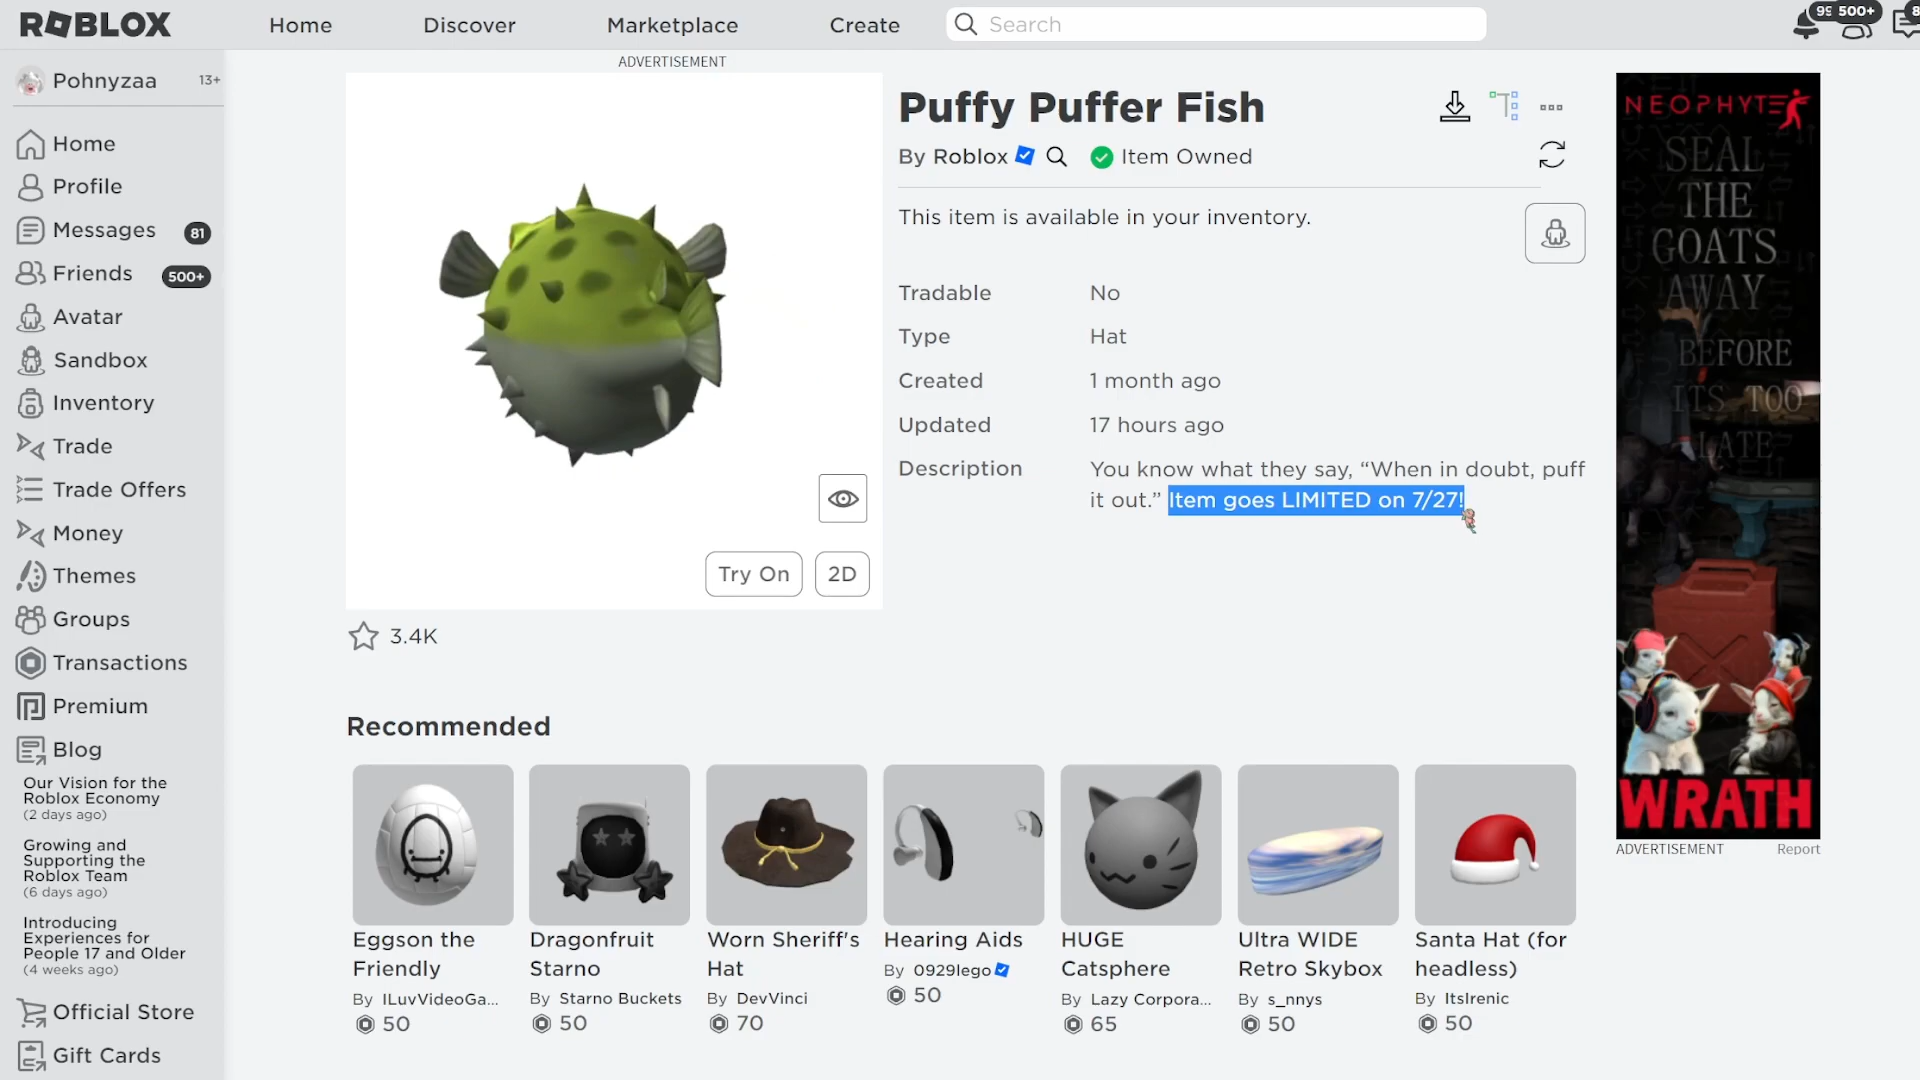 ROBLOX
Home
Discover
Marketplace
Create
Search
500+
ADVERTISEMENT
Pohnyzaa
13+
Home
Profile
Messages
81
Friends
500+
Avatar
Sandbox
Inventory
Trade
Trade Offers
Money
Themes
Groups
Transactions
Premium
Blog
Our Vision for the
Roblox Economy
(2 days ago)
Growing and
Supporting the
Roblox Team
(6 days ago)
Introducing
Experiences for
People 17 and Older
(4 weeks ago)
Official Store
Gift Cards
Try On
2D
3.4K
Puffy Puffer Fish
By Roblox
Item Owned
This item is available in your inventory.
Tradable
No
Type
Hat
Created
1 month ago
Updated
17 hours ago
Description
You know what they say, “When in doubt, puff
it out.” Item goes LIMITED on 7/27!
NEOPHYTE
SEAL
THE
GOATS
AWAY
BEFORE
ITS TOO
LATE
WRATH
ADVERTISEMENT
Report
Recommended
Eggson the
Friendly
By ILuvVideoGa...
50
Dragonfruit
Starno
By Starno Buckets
50
Worn Sheriff's
Hat
By DevVinci
70
Hearing Aids
By 0929lego
50
HUGE
Catsphere
By Lazy Corpora...
65
Ultra WIDE
Retro Skybox
By s_nnys
50
Santa Hat (for
headless)
By ItsIrenic
50